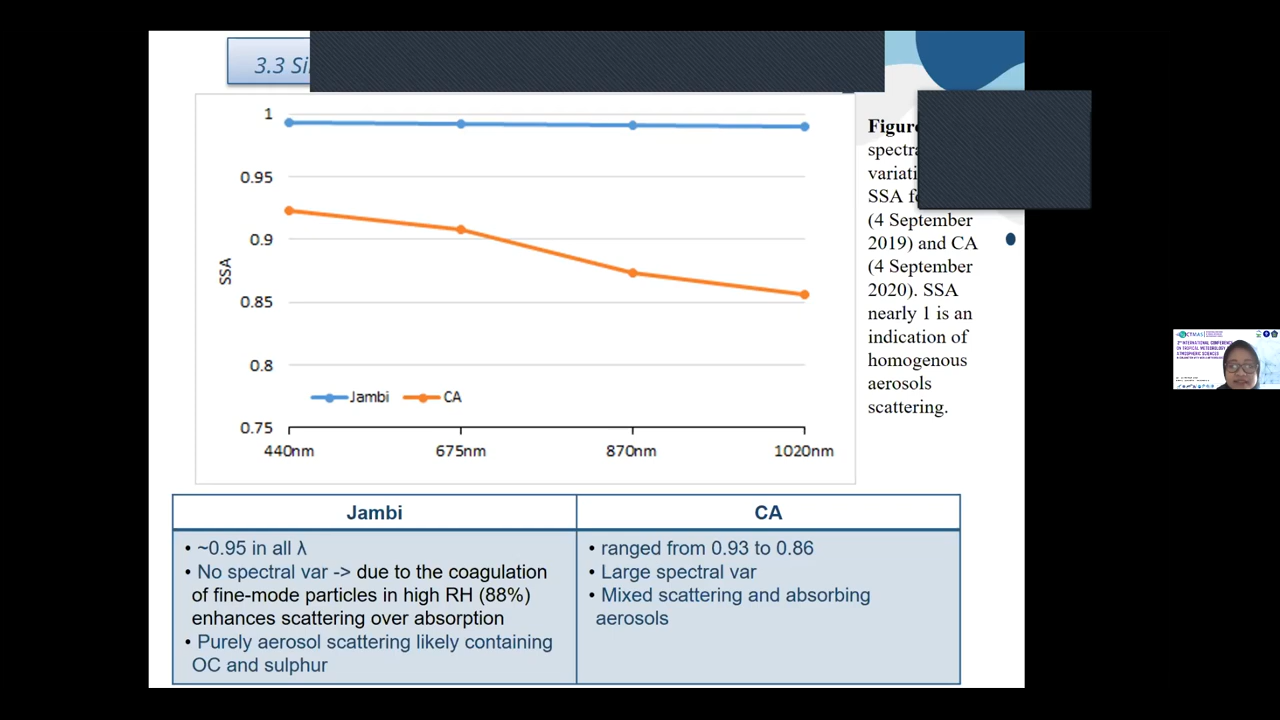 3.3
1
0.95
0.9
0.85
0.8
0.75
SSA
440nm
675nm
870nm
1020nm
Jambi
CA
Figure
SSA
(4 September
2019) and CA
(4 September
2020). SSA
nearly 1 is an
indication of
homogenous
aerosols
scattering.
Jambi
• ~0.95 in all λ
• No spectral var -> due to the coagulation
of fine-mode particles in high RH (88%)
enhances scattering over absorption
• Purely aerosol scattering likely containing
OC and sulphur
CA
• ranged from 0.93 to 0.86
• Large spectral var
• Mixed scattering and absorbing
aerosols